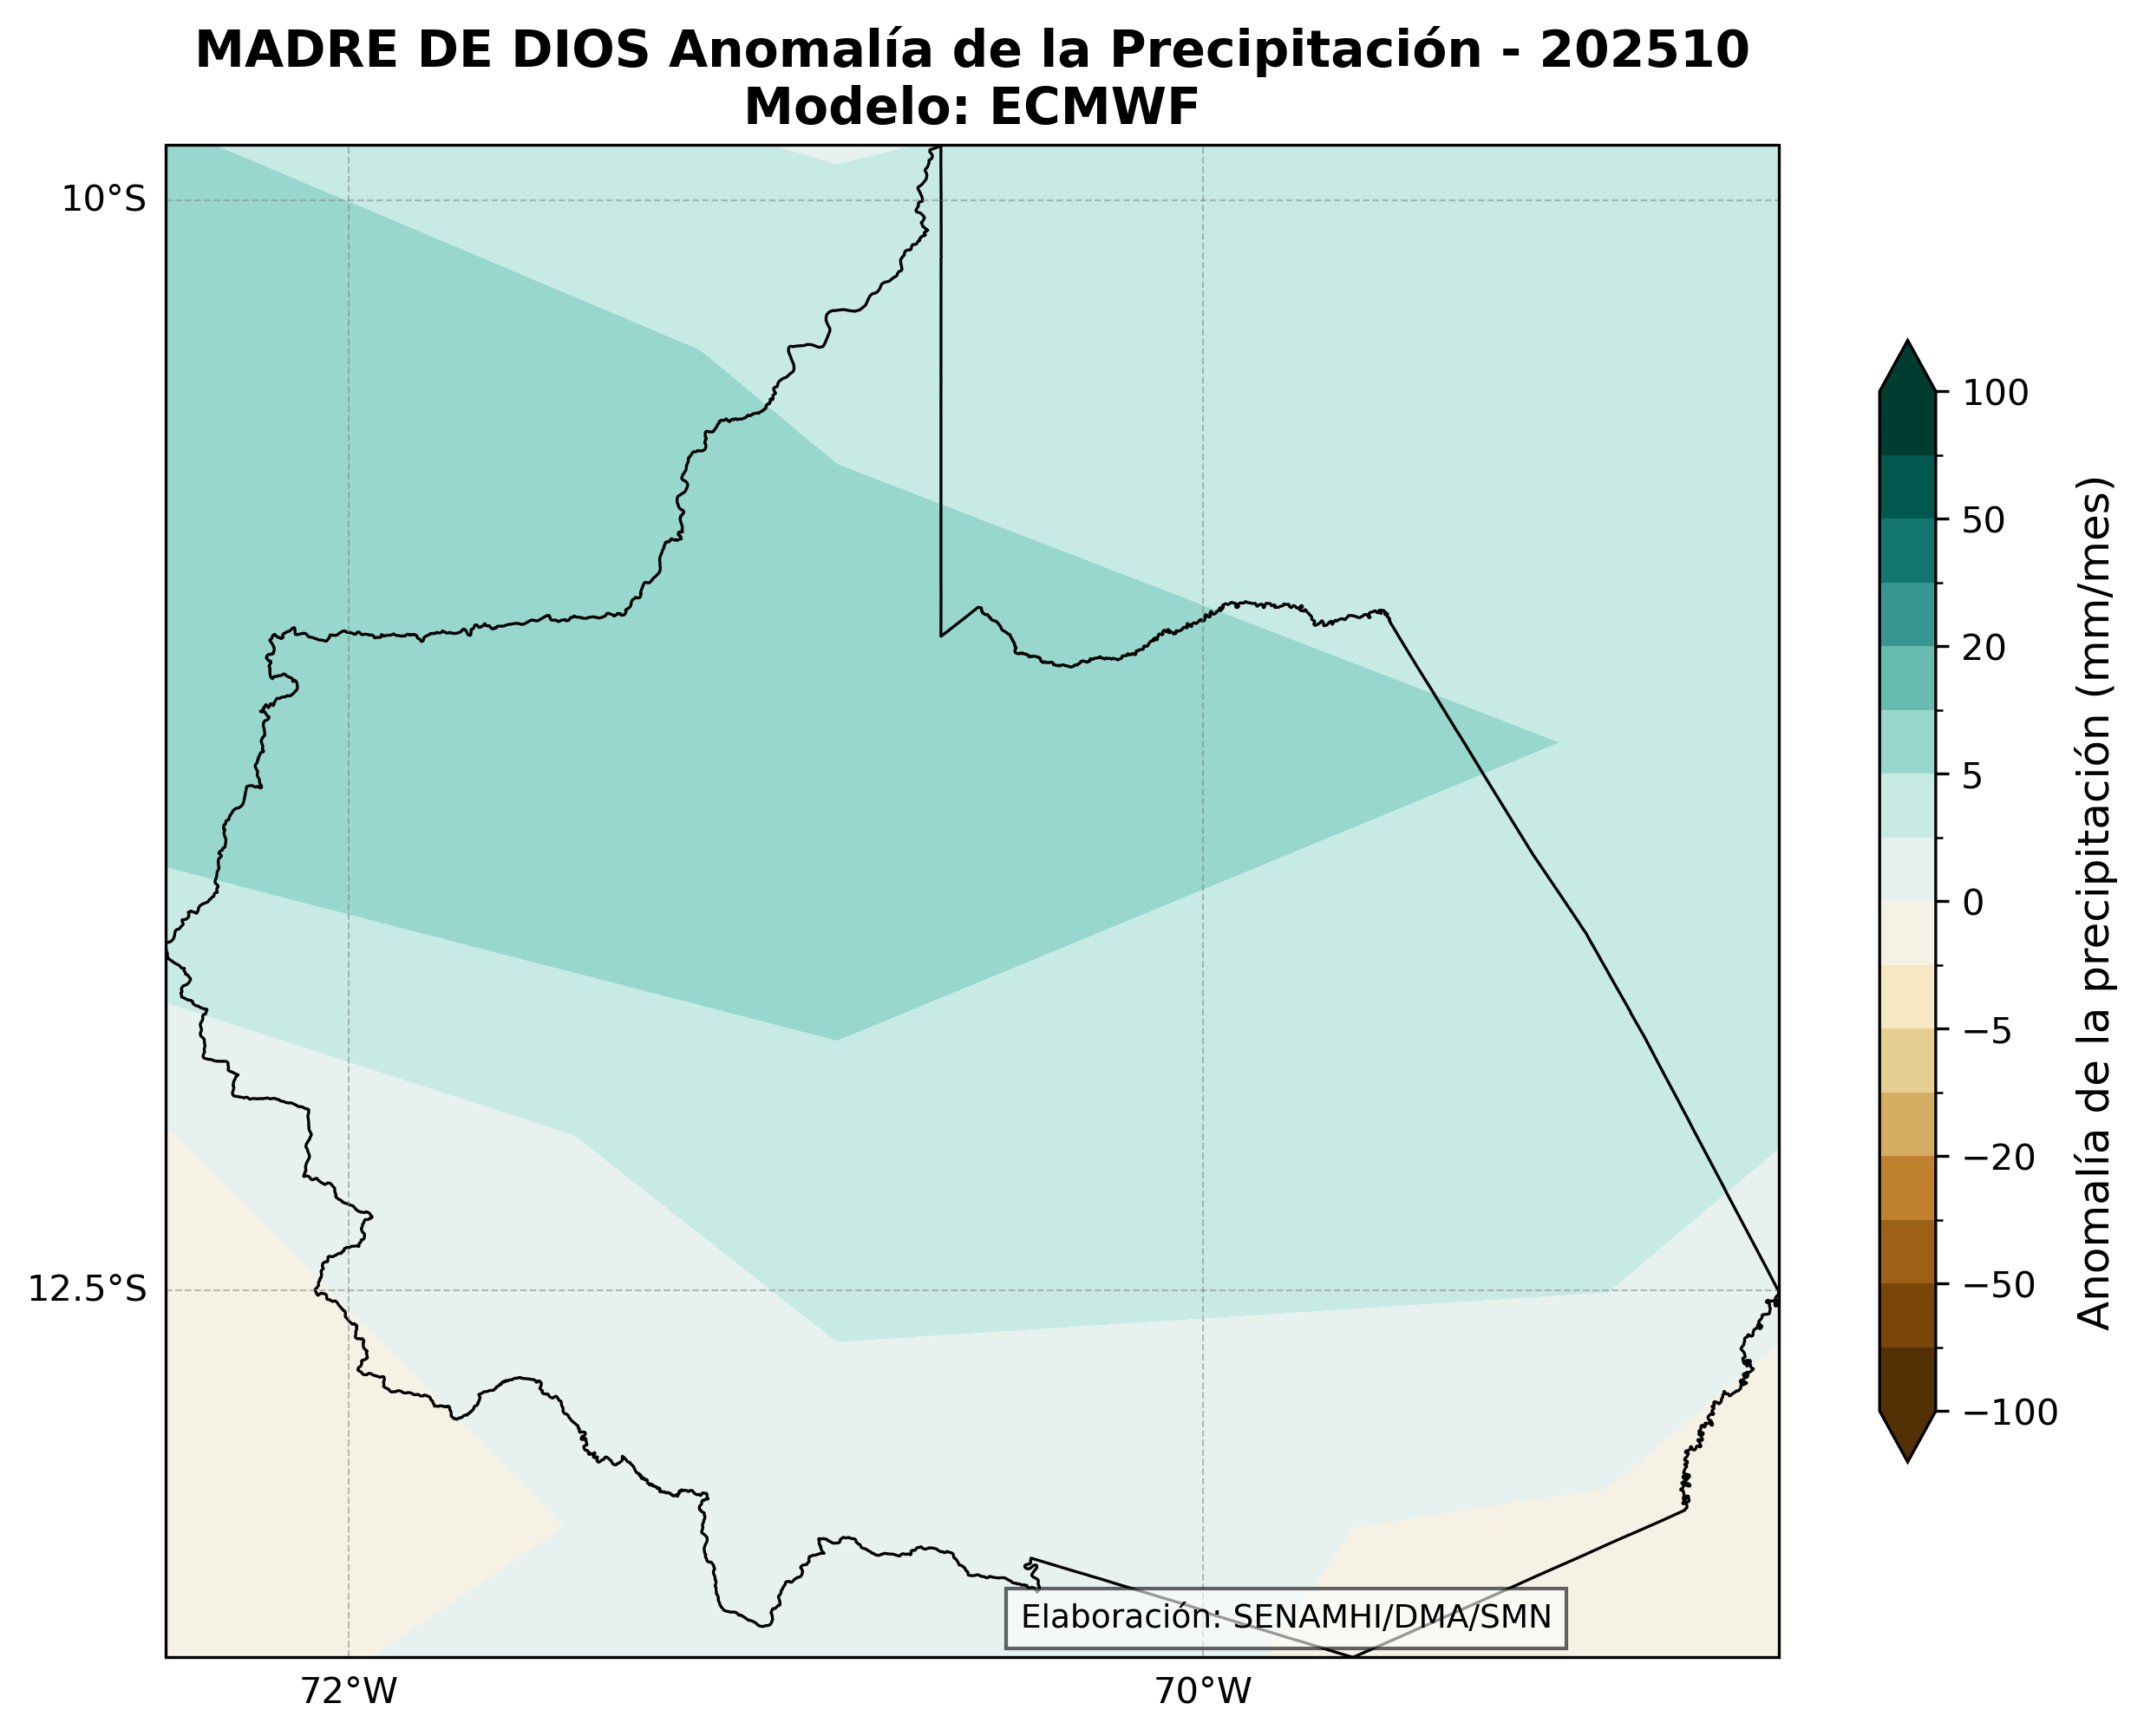 MADRE DE DIOS Anomalía de la Precipitación - 202510
Modelo: ECMWF
10°S
12.5°S
72°W
70°W
Elaboración: SENAMHI/DMA/SMN
100
50
20
5
0
−5
−20
−50
−100
Anomalía de la precipitación (mm/mes)